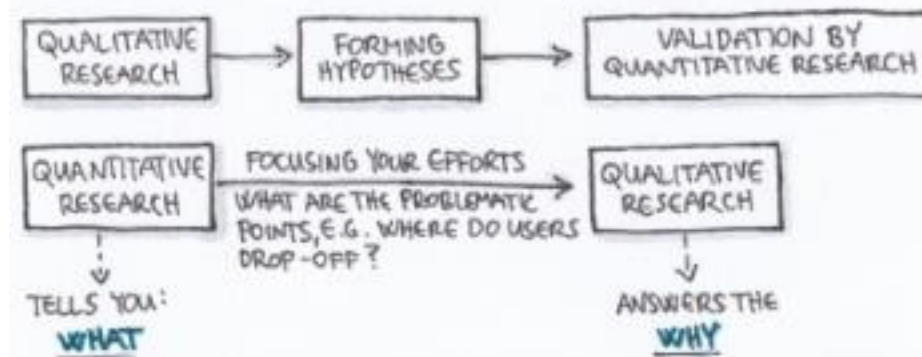 QUALITATIVE
RESEARCH
FORMING
HYPOTHESES
VALIDATION BY
QUANTITATIVE RESEARCH
QUANTITATIVE
RESEARCH
FOCUSING YOUR EFFORTS
WHAT ARE THE PROBLEMATIC
POINTS, E.G. WHERE DO USERS
DROP-OFF?
QUALITATIVE
RESEARCH
TELLS YOU:
WHAT
ANSWERS THE
WHY